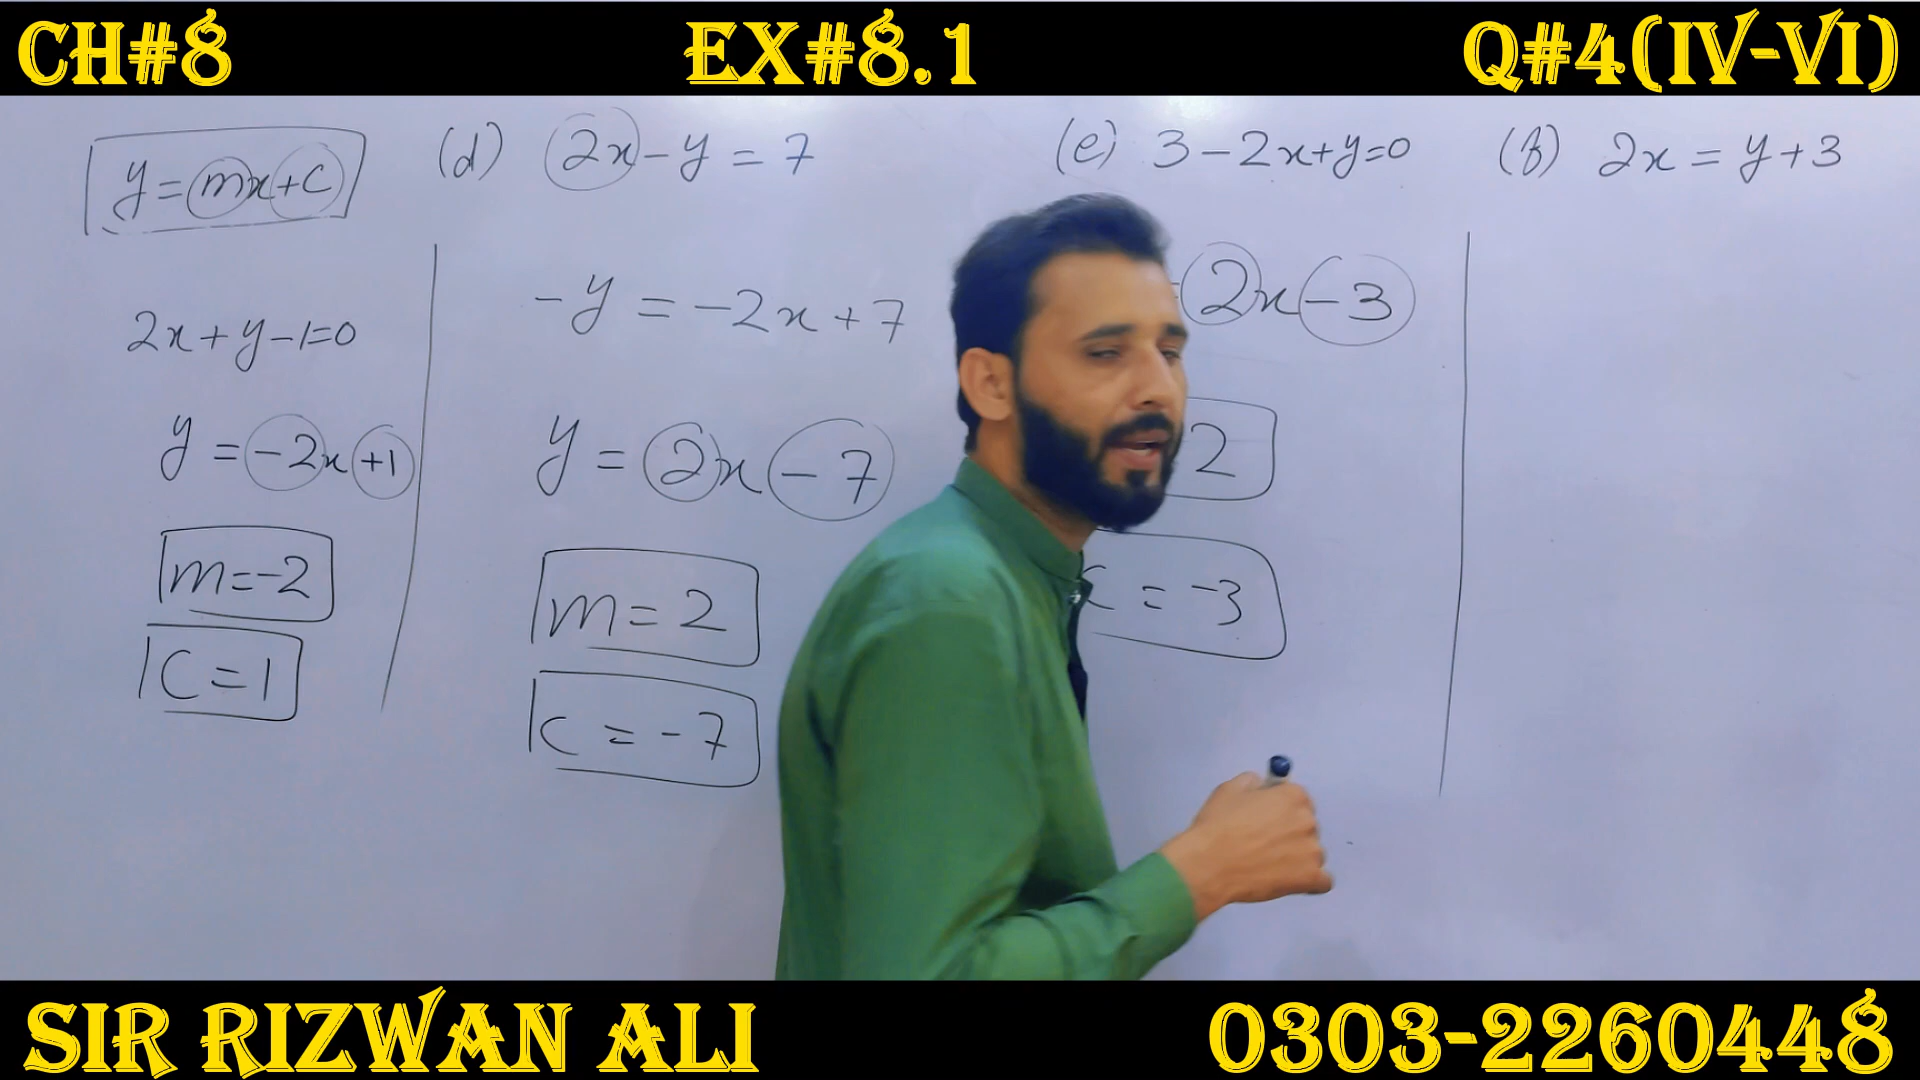 CH#8 EX#8.1 Q#4(IV-VI)
y=mx+c
(d) 2x-y=7
(e) 3-2x+y=0
(f) 2x=y+3
2x+y-1=0
y=-2x+1
m=-2
C=1
-y=-2x+7
y=2x-7
m=2
c=-7
=2x-3
2
c=-3
SIR RIZWAN ALI 0303-2260448